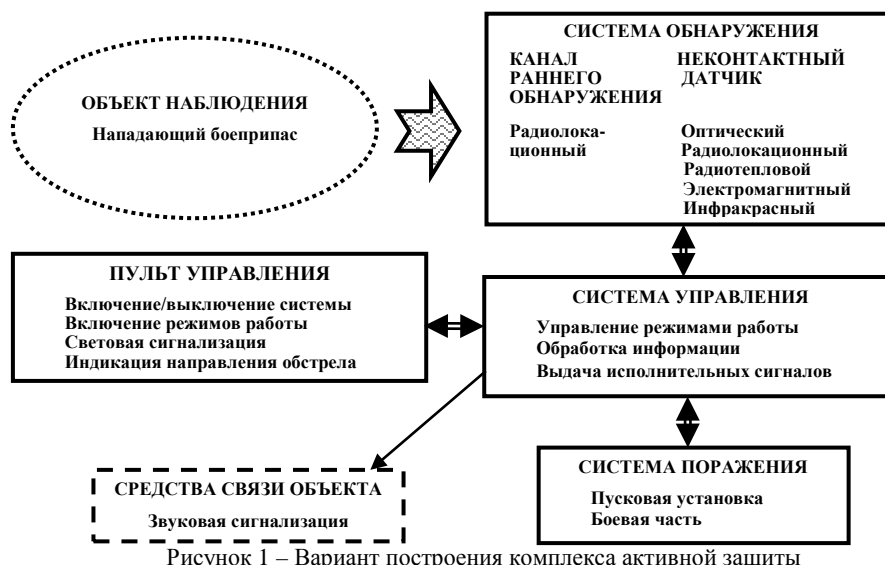 ОБЪЕКТ НАБЛЮДЕНИЯ
Нападающий боеприпас
СИСТЕМА ОБНАРУЖЕНИЯ
КАНАЛ
РАННЕГО
ОБНАРУЖЕНИЯ
Радиолока-
ционный
НЕКОНТАКТНЫЙ
ДАТЧИК
Оптический
Радиолокационный
Радиотепловой
Электромагнитный
Инфракрасный
ПУЛЬТ УПРАВЛЕНИЯ
Включение/выключение системы
Включение режимов работы
Световая сигнализация
Индикация направления обстрела
СИСТЕМА УПРАВЛЕНИЯ
Управление режимами работы
Обработка информации
Выдача исполнительных сигналов
СРЕДСТВА СВЯЗИ ОБЪЕКТА
Звуковая сигнализация
СИСТЕМА ПОРАЖЕНИЯ
Пусковая установка
Боевая часть
Рисунок 1 – Вариант построения комплекса активной защиты